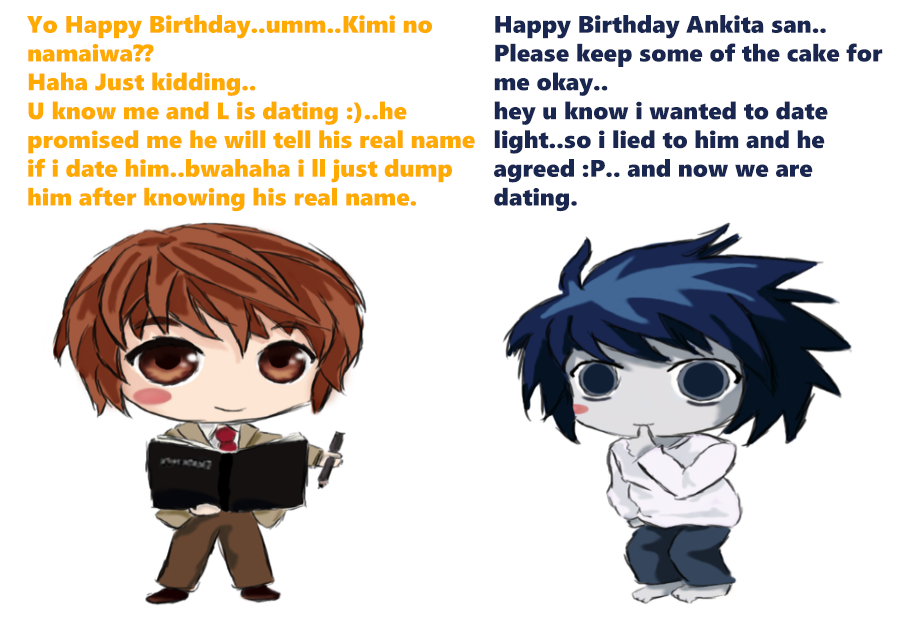 Yo Happy Birthday..umm..Kimi no
namaiwa??
Haha Just kidding..
U know me and L is dating :)..he
promised me he will tell his real name
if i date him..bwahaha i ll just dump
him after knowing his real name.
Happy Birthday Ankita san..
Please keep some of the cake for
me okay..
hey u know i wanted to date
light..so i lied to him and he
agreed :P.. and now we are
dating.